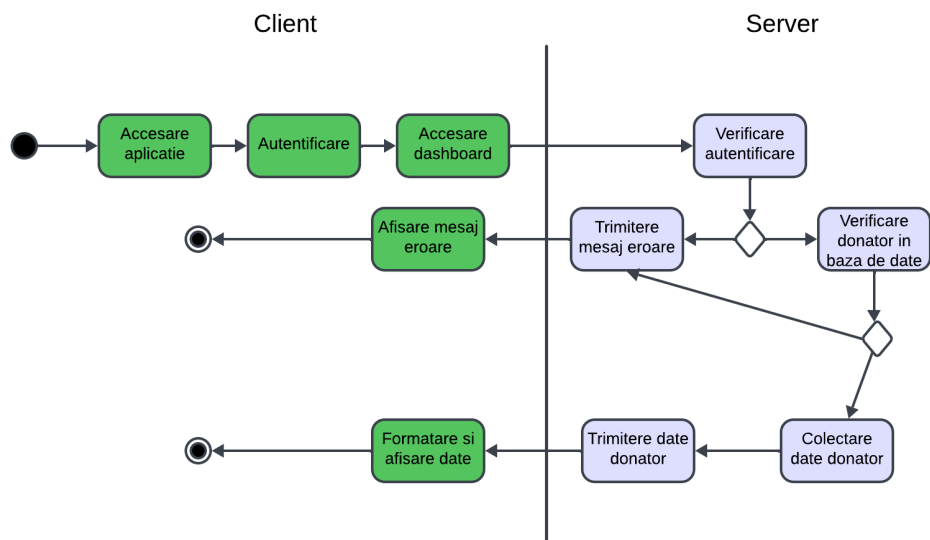 Client
Server
Accesare
aplicatie
Autentificare
Accesare
dashboard
Verificare
autentificare
Afisare mesaj
eroare
Trimitere
mesaj eroare
Verificare
donator in
baza de date
Formatare si
afisare date
Trimitere date
donator
Colectare
date donator